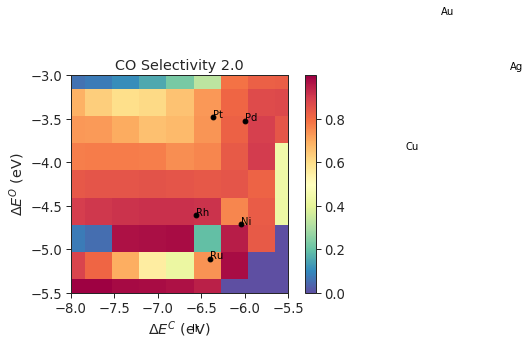 Au
CO Selectivity 2.0
Ag
−3.0
−3.5
−4.0
−4.5
−5.0
−5.5
ΔE^O (eV)
Pt
Pd
Cu
Rh
Ni
Ru
0.8
0.6
0.4
0.2
0.0
−8.0 −7.5 −7.0 −6.5 −6.0 −5.5
ΔE^C (eV)
Ir